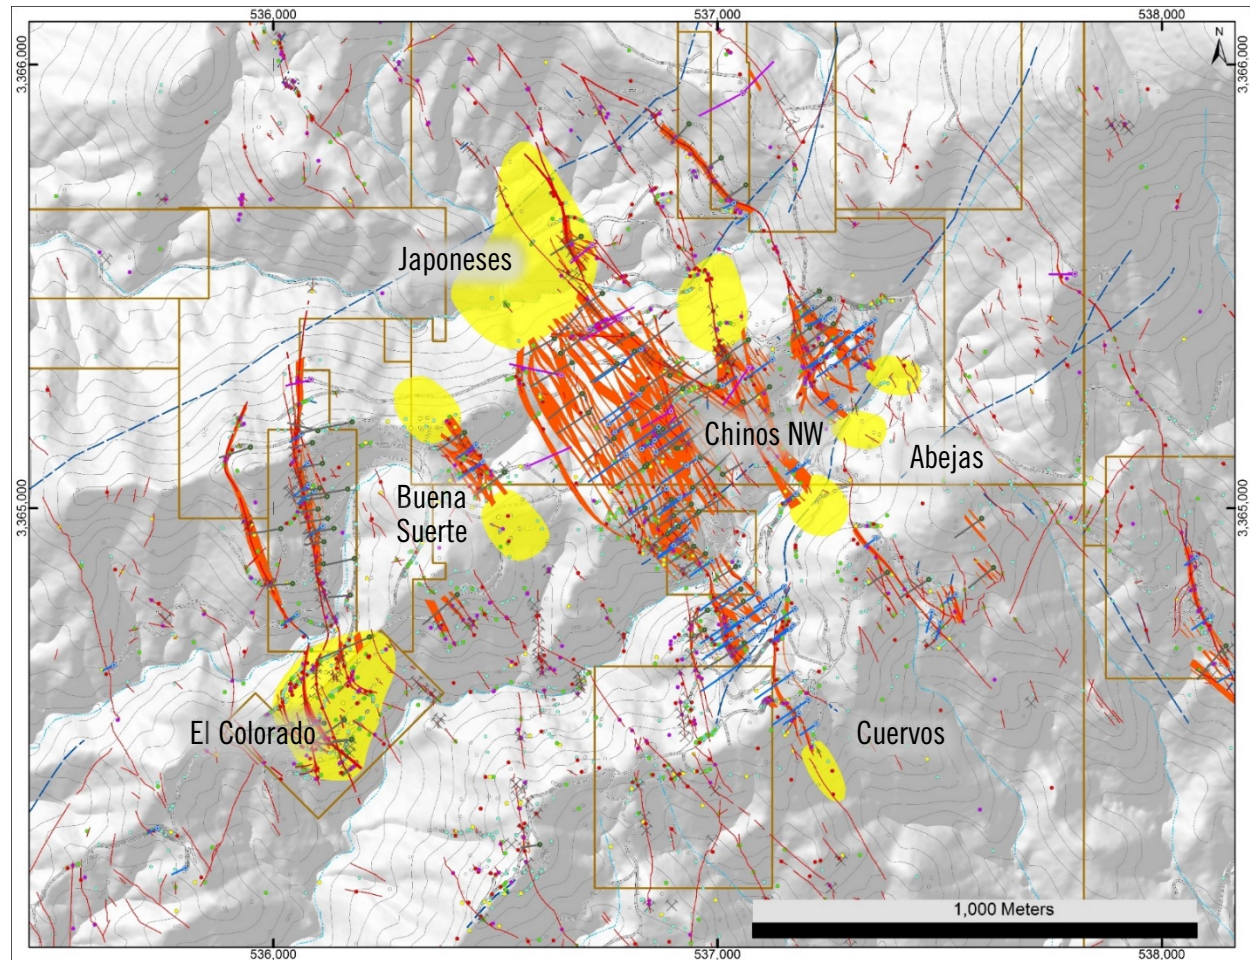 536,000
537,000
538,000
N
3,366,000
3,366,000
Japoneses
Chinos NW
Abejas
Buena
Suerte
3,365,000
3,365,000
El Colorado
Cuervos
1,000 Meters
536,000
537,000
538,000